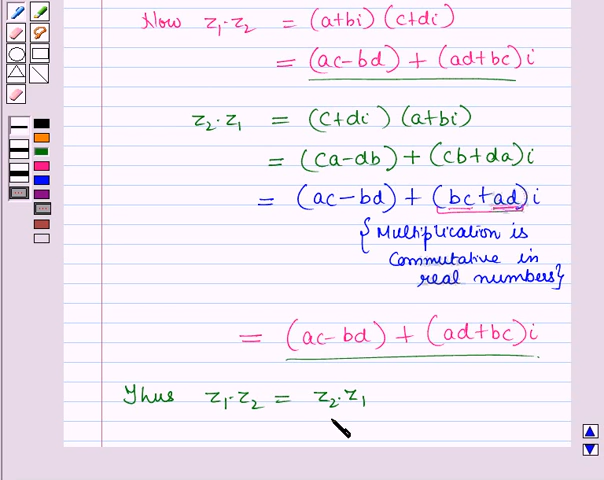 Now z₁·z₂ = (a+bi)(c+di)
= (ac-bd) + (ad+bc)i
z₂·z₁ = (c+di)(a+bi)
= (ca-db) + (cb+da)i
= (ac-bd) + (bc+ad)i
{Multiplication is
commutative in
real numbers}
= (ac-bd) + (ad+bc)i
Thus z₁·z₂ = z₂·z₁